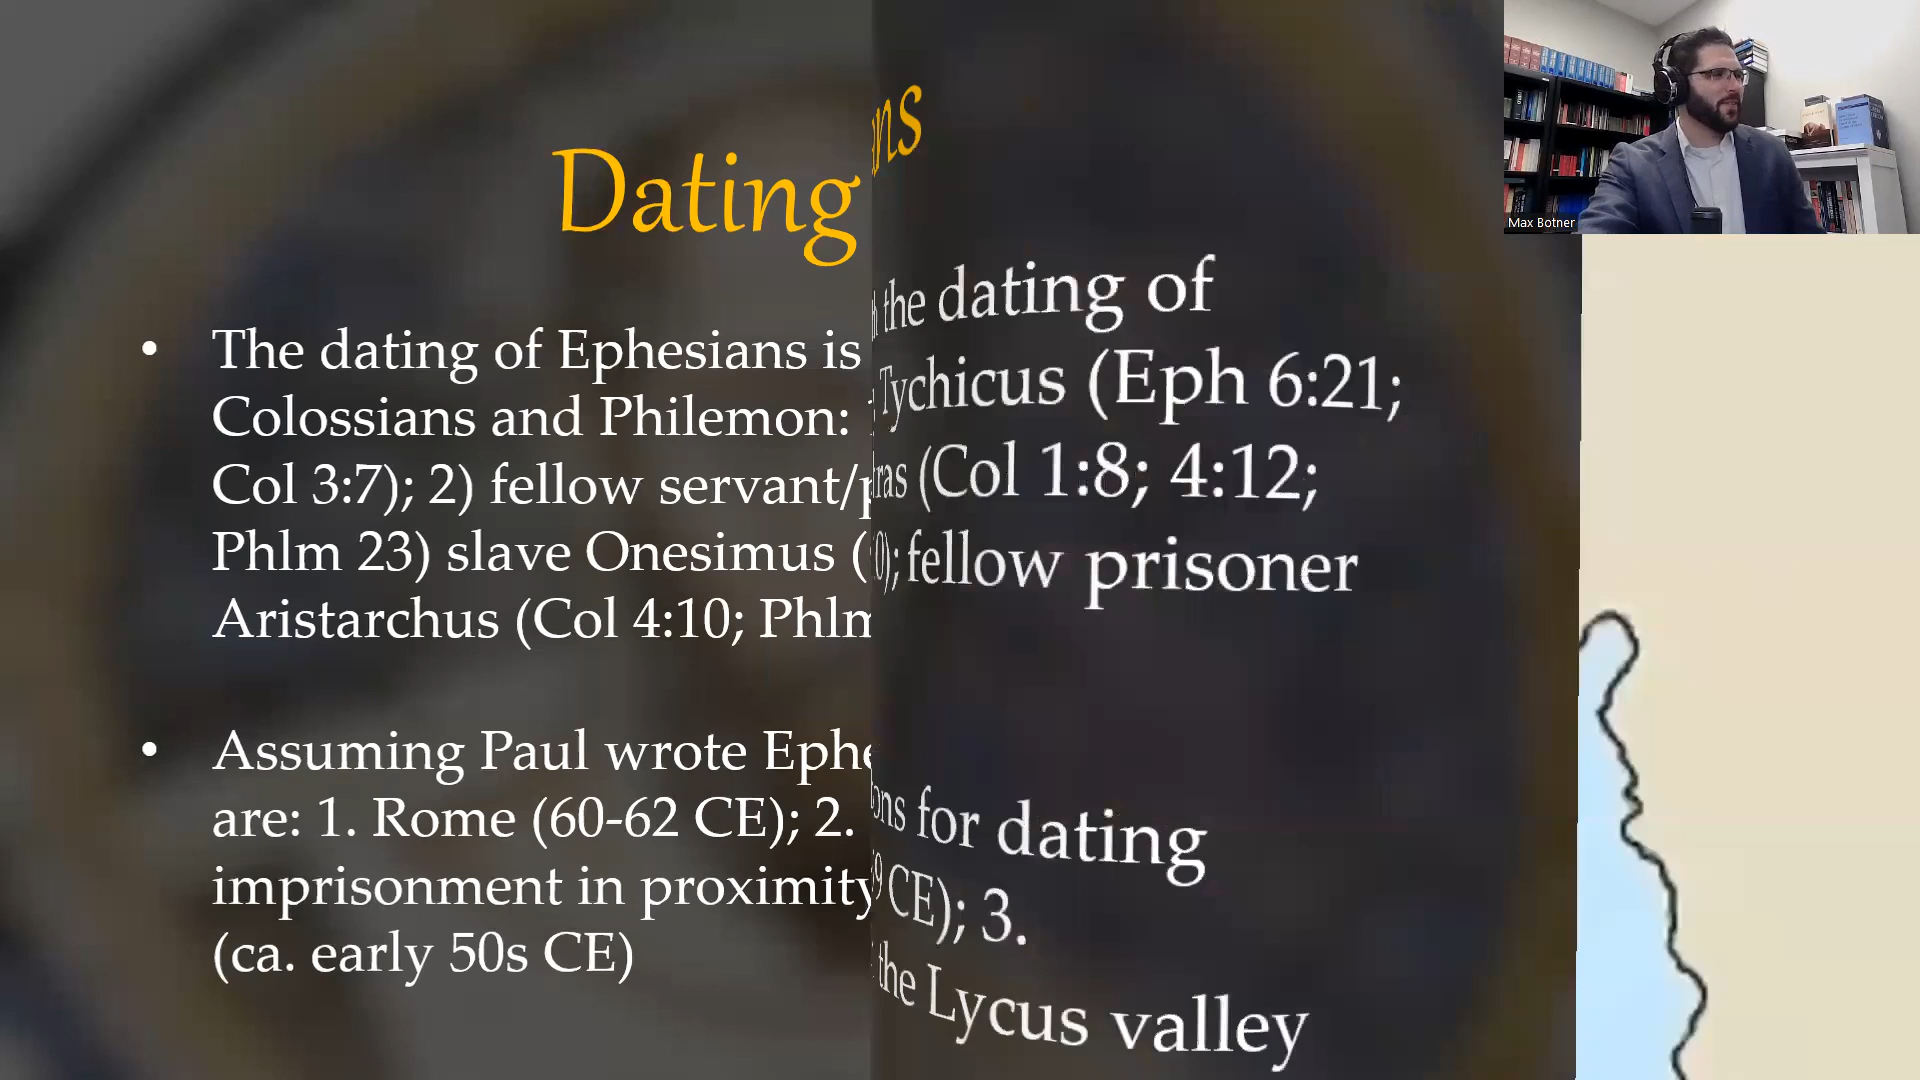 Dating
The dating of Ephesians is the dating of
Colossians and Philemon: Tychicus (Eph 6:21;
Col 3:7); 2) fellow (Col 1:8; 4:12;
Phlm 23) slave Onesimus fellow prisoner
Aristarchus (Col 4:10;
Assuming Paul wrote for dating
are: 1. Rome (60-62 CE); 2. CE); 3.
imprisonment in proximity the Lycus valley
(ca. early 50s CE)
Max Botner